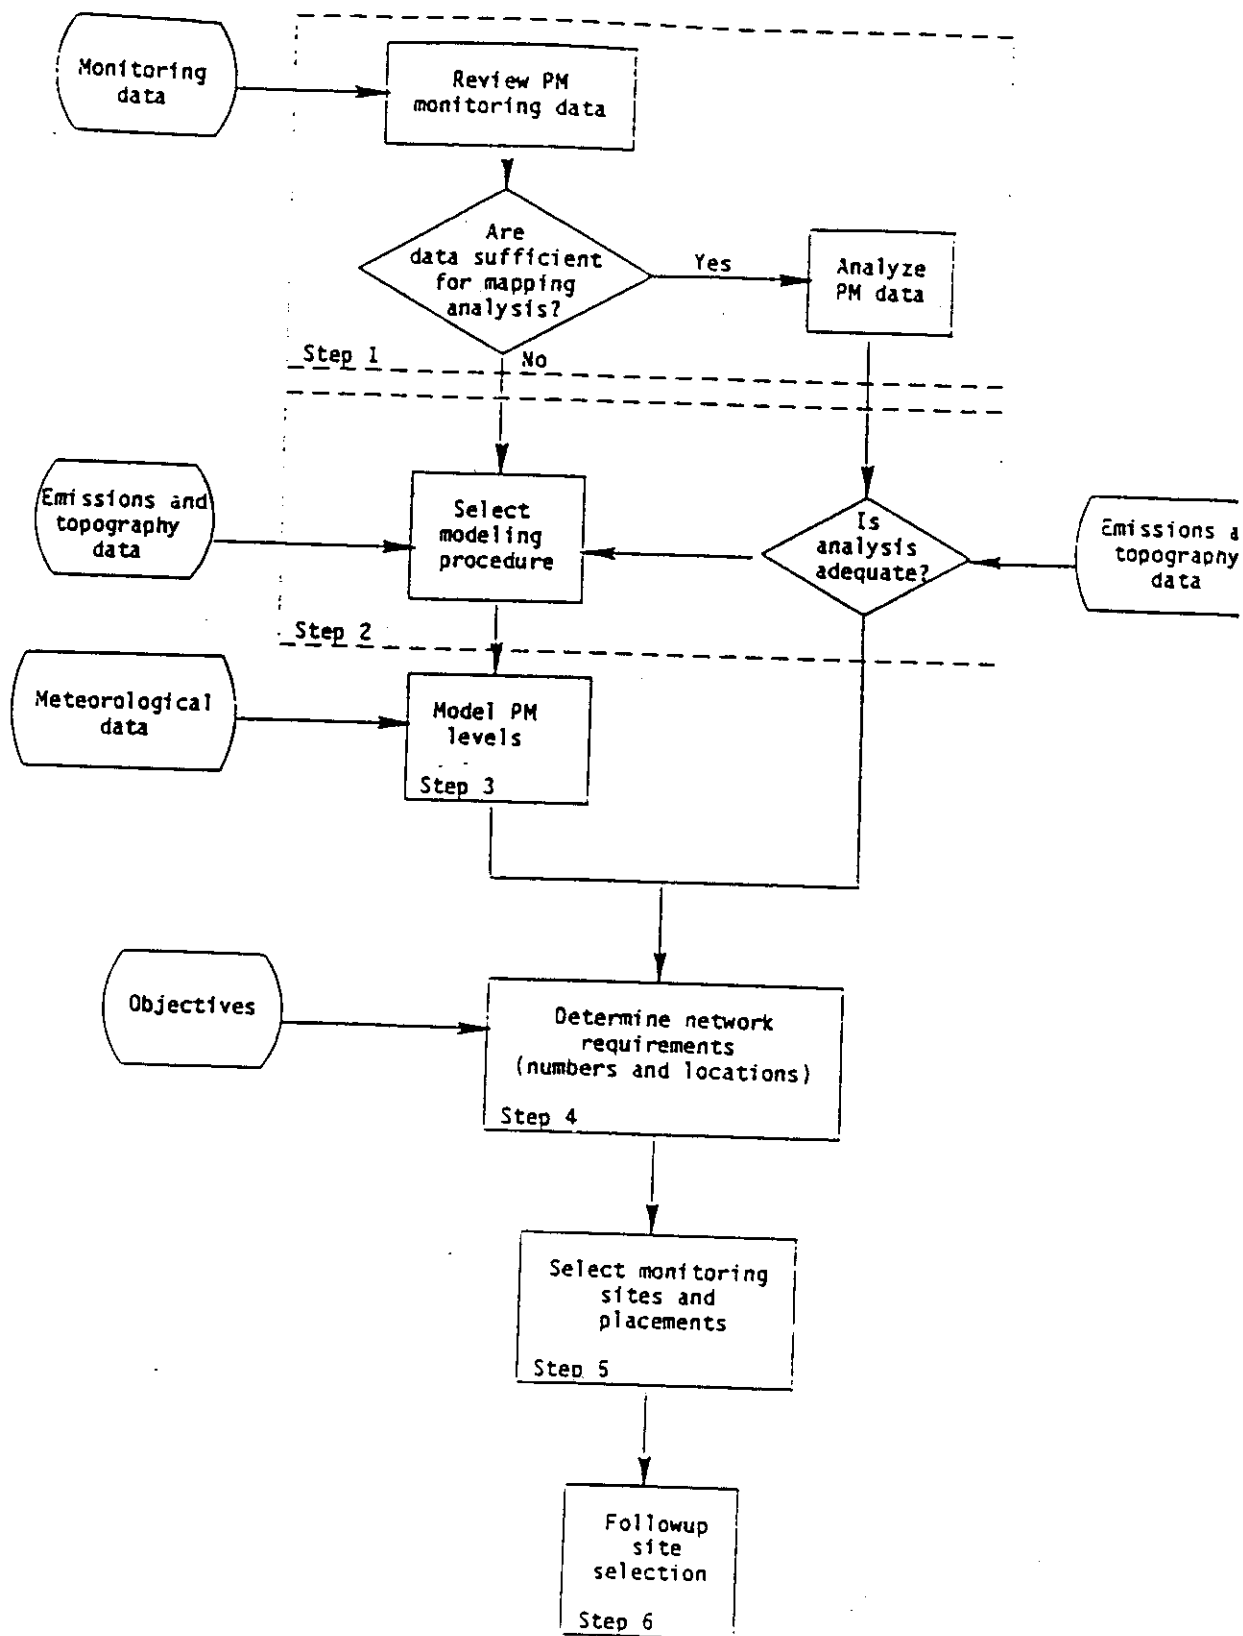 Monitoring
data
Review PM
monitoring data
Are
data sufficient
for mapping
analysis?
Yes
Analyze
PM data
Step 1
No
Emissions and
topography
data
Select
modeling
procedure
Is
analysis
adequate?
Emissions a
topography
data
Step 2
Meteorological
data
Model PM
levels
Step 3
Objectives
Determine network
requirements
(numbers and locations)
Step 4
Select monitoring
sites and
placements
Step 5
Followup
site
selection
Step 6